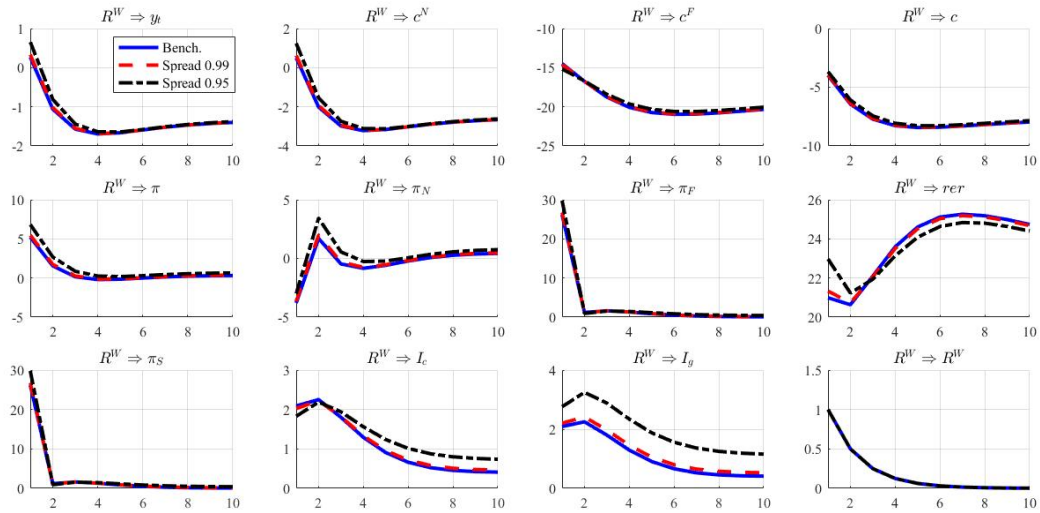 R^W ⇒ y_t
1
0
-1
-2
2 4 6 8 10
Bench.
Spread 0.99
Spread 0.95
R^W ⇒ c^N
2
0
-2
-4
2 4 6 8 10
R^W ⇒ c^F
-10
-15
-20
-25
2 4 6 8 10
R^W ⇒ c
0
-5
-10
2 4 6 8 10
R^W ⇒ π
10
5
0
-5
2 4 6 8 10
R^W ⇒ π_N
5
0
-5
2 4 6 8 10
R^W ⇒ π_F
30
20
10
0
2 4 6 8 10
R^W ⇒ rer
26
24
22
20
2 4 6 8 10
R^W ⇒ π_S
30
20
10
0
2 4 6 8 10
R^W ⇒ I_c
3
2
1
0
2 4 6 8 10
R^W ⇒ I_g
4
2
0
2 4 6 8 10
R^W ⇒ R^W
1.5
1
0.5
0
2 4 6 8 10